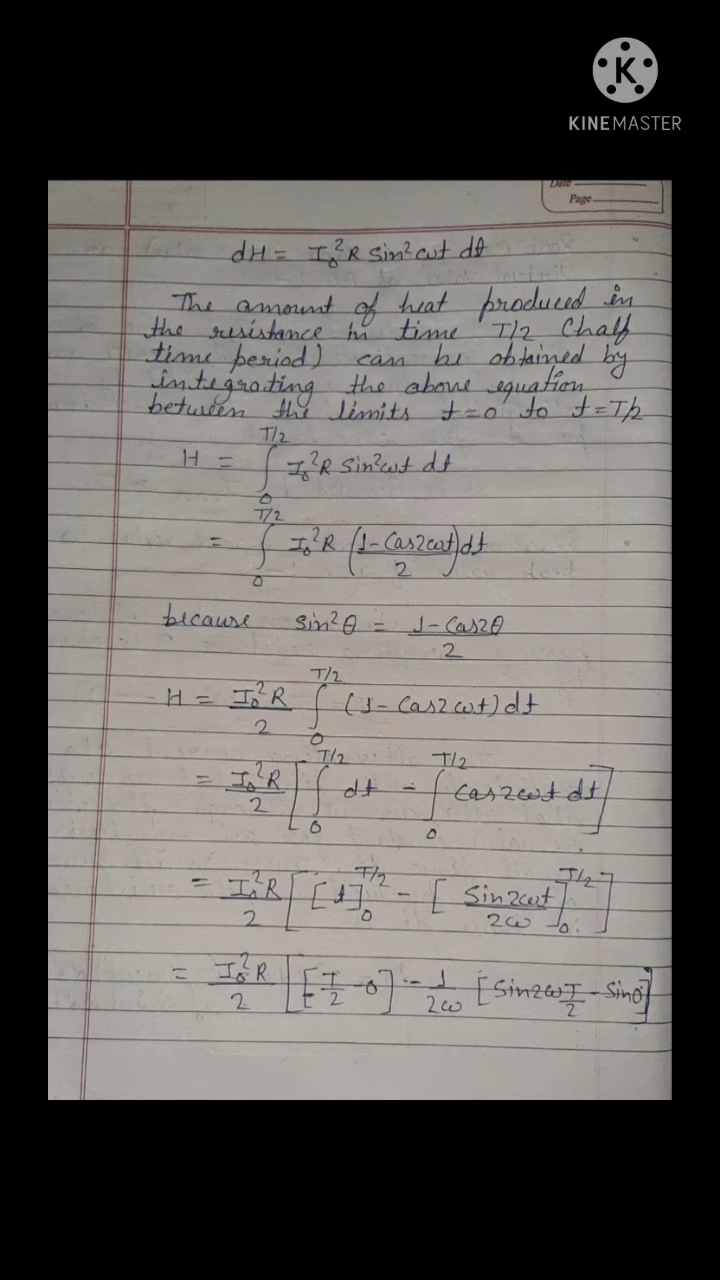 KINEMASTER
Date
Page
dH = I₀²R Sin²ωt dt
The amount of heat produced in
the resistance in time T/2 (half
time period) can be obtained by
integrating the above equation
between the limits t=0 to t=T/2
H = ∫₀^(T/2) I₀²R Sin²ωt dt
= ∫₀^(T/2) I₀²R (1-Cos2ωt)/2 dt
because Sin²θ = (1-Cos2θ)/2
H = I₀²R/2 ∫₀^(T/2) (1-Cos2ωt) dt
= I₀²R/2 [∫₀^(T/2) dt - ∫₀^(T/2) Cos2ωt dt]
= I₀²R/2 [[t]₀^(T/2) - [Sin2ωt/2ω]₀^(T/2)]
= I₀²R/2 [[T/2-0] - 1/2ω [Sin2ωT/2 - Sin0]]